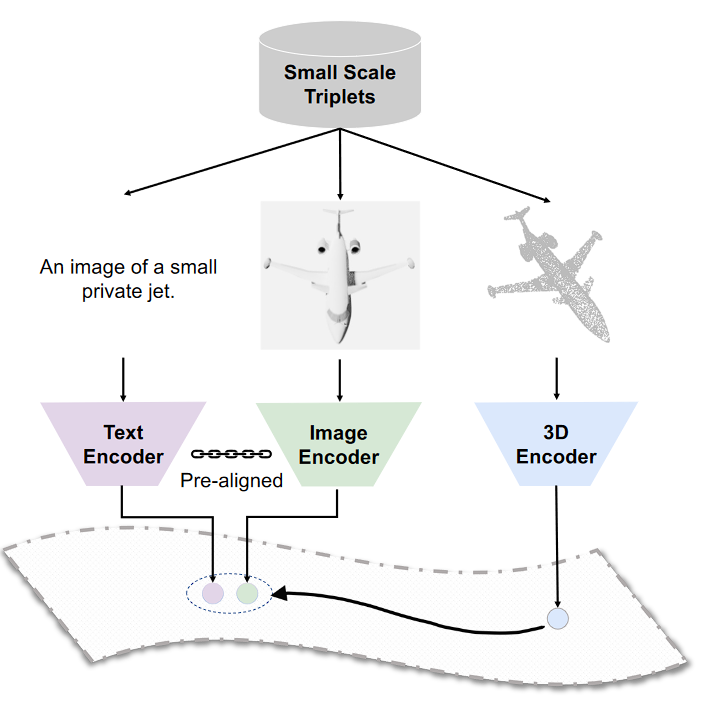 Small Scale
Triplets
An image of a small
private jet.
Text
Encoder
Pre-aligned
Image
Encoder
3D
Encoder